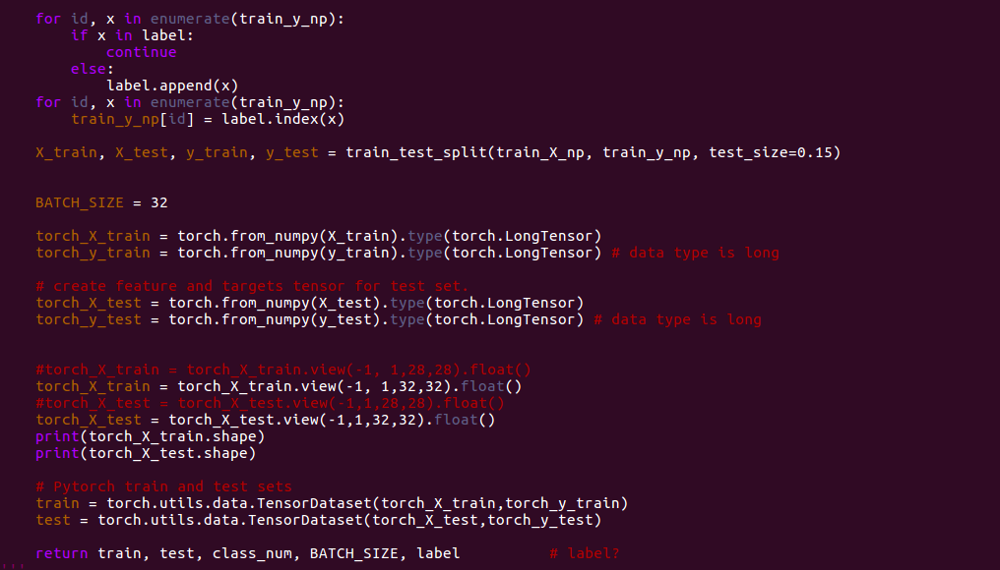 for id, x in enumerate(train_y_np):
    if x in label:
        continue
    else:
        label.append(x)
for id, x in enumerate(train_y_np):
    train_y_np[id] = label.index(x)
X_train, X_test, y_train, y_test = train_test_split(train_X_np, train_y_np, test_size=0.15)
BATCH_SIZE = 32
torch_X_train = torch.from_numpy(X_train).type(torch.LongTensor)
torch_y_train = torch.from_numpy(y_train).type(torch.LongTensor) # data type is long
# create feature and targets tensor for test set.
torch_X_test = torch.from_numpy(X_test).type(torch.LongTensor)
torch_y_test = torch.from_numpy(y_test).type(torch.LongTensor) # data type is long
#torch_X_train = torch_X_train.view(-1, 1,28,28).float()
torch_X_train = torch_X_train.view(-1, 1,32,32).float()
#torch_X_test = torch_X_test.view(-1,1,28,28).float()
torch_X_test = torch_X_test.view(-1,1,32,32).float()
print(torch_X_train.shape)
print(torch_X_test.shape)
# Pytorch train and test sets
train = torch.utils.data.TensorDataset(torch_X_train,torch_y_train)
test = torch.utils.data.TensorDataset(torch_X_test,torch_y_test)
return train, test, class_num, BATCH_SIZE, label          # label?
'''